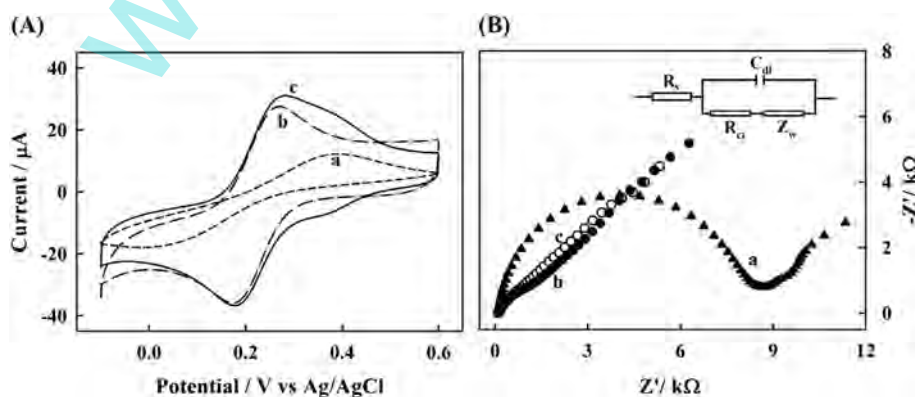 (A)
Current / μA
40
20
0
-20
-40
c
b
a
0.0 0.2 0.4 0.6
Potential / V vs Ag/AgCl
(B)
8
6
4
2
0
-Z'/ kΩ
Cdl
Rs
Zw
c
b
a
0 3 6 9 12
Z'/ kΩ
W